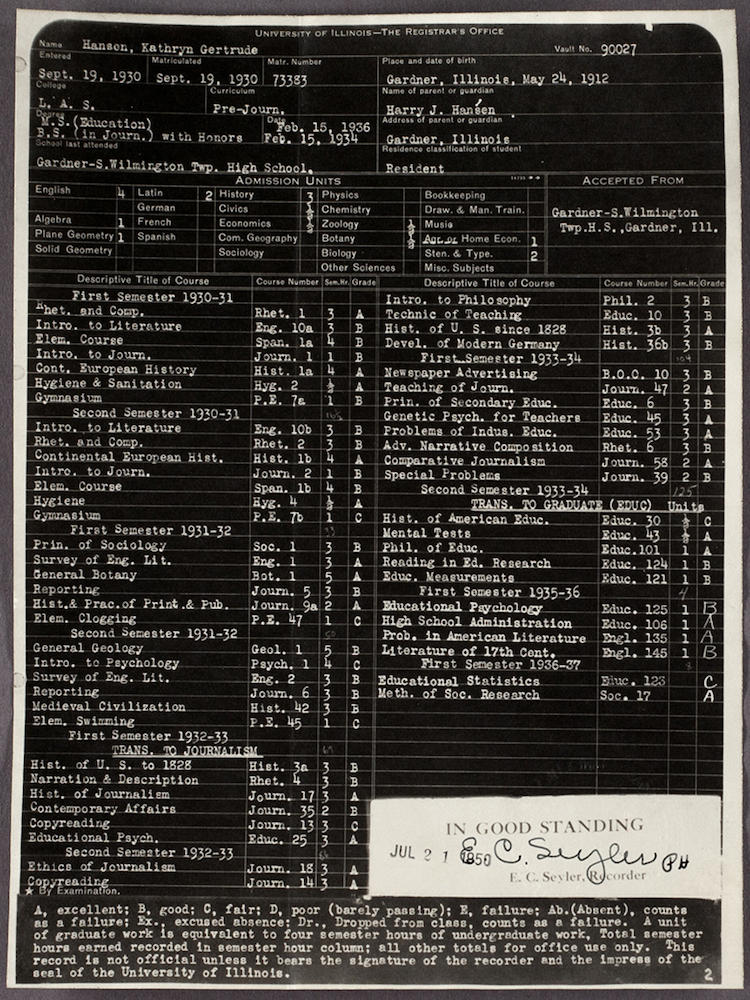 UNIVERSITY OF ILLINOIS—THE REGISTRAR'S OFFICE
Name Hanson, Kathryn Gertrude Vault No. 90027
Entered Matriculated Matr. Number Place and date of birth
Sept. 19, 1930 Sept. 19, 1930 73383 Gardner, Illinois, May 24, 1912
College Curriculum Name of parent or guardian
L. A. S. Pre-Journ. Harry J. Hansen
Degree Date Address of parent or guardian
M.S.(Education) Feb. 15, 1936
B.S. (in Journ.) with Honors Feb. 15, 1934 Gardner, Illinois
School last attended Residence classification of student
Gardner-S.Wilmington Twp. High School. Resident
ADMISSION UNITS ACCEPTED FROM
English 4 Latin 2 History 3 Physics Bookkeeping
German Civics ½ Chemistry Draw. & Man. Train. Gardner-S.Wilmington
Algebra 1 French Economics ½ Zoology ½ Music Twp.H.S.,Gardner, Ill.
Plane Geometry 1 Spanish Com. Geography Botany ½ Agr. or Home Econ. 1
Solid Geometry Sociology Biology Sten. & Type. 2
Other Sciences Misc. Subjects
Descriptive Title of Course Course Number Sem.Hr. Grade
First Semester 1930-31
Rhet. and Comp. Rhet. 1 3 A
Intro. to Literature Eng. 10a 3 B
Elem. Course Span. 1a 4 B
Intro. to Journ. Journ. 1 1 B
Cont. European History Hist. 1a 4 A
Hygiene & Sanitation Hyg. 2 ½ A
Gymnasium P.E. 7a 1 B
Second Semester 1930-31
Intro. to Literature Eng. 10b 3 B
Rhet. and Comp. Rhet. 2 3 B
Continental European Hist. Hist. 1b 4 A
Intro. to Journ. Journ. 2 1 B
Elem. Course Span. 1b 4 B
Hygiene Hyg. 4 ½ A
Gymnasium P.E. 7b 1 C
First Semester 1931-32
Prin. of Sociology Soc. 1 3 B
Survey of Eng. Lit. Eng. 1 3 A
General Botany Bot. 1 5 A
Reporting Journ. 5 3 B
Hist.& Prac.of Print.& Pub. Journ. 9a 2 A
Elem. Clogging P.E. 47 1 C
Second Semester 1931-32
General Geology Geol. 1 5 B
Intro. to Psychology Psych. 1 4 C
Survey of Eng. Lit. Eng. 2 3 B
Reporting Journ. 6 3 B
Medieval Civilization Hist. 42 3 B
Elem. Swimming P.E. 45 1 C
First Semester 1932-33
TRANS. TO JOURNALISM
Hist. of U. S. to 1828 Hist. 3a 3 B
Narration & Description Rhet. 4 3 B
Hist. of Journalism Journ. 17 3 A
Contemporary Affairs Journ. 35 2 B
Copyreading Journ. 13 3 C
Educational Psych. Educ. 25 3 A
Second Semester 1932-33
Ethics of Journalism Journ. 18 3 A
Copyreading Journ. 14 3 A
★ By Examination.
Descriptive Title of Course Course Number Sem.Hr. Grade
Intro. to Philosophy Phil. 2 3 B
Technic of Teaching Educ. 10 3 B
Hist. of U. S. since 1828 Hist. 3b 3 A
Devel. of Modern Germany Hist. 36b 3 B
First Semester 1933-34 104
Newspaper Advertising B.O.O. 10 3 B
Teaching of Journ. Journ. 47 2 A
Prin. of Secondary Educ. Educ. 6 3 B
Genetic Psych. for Teachers Educ. 45 3 A
Problems of Indus. Educ. Educ. 53 3 A
Adv. Narrative Composition Rhet. 6 3 B
Comparative Journalism Journ. 58 2 A
Special Problems Journ. 39 2 B
Second Semester 1933-34 125
TRANS. TO GRADUATE (EDUC) Units
Hist. of American Educ. Educ. 30 ½ C
Mental Tests Educ. 43 ½ A
Phil. of Educ. Educ.101 1 A
Reading in Ed. Research Educ. 124 1 B
Educ. Measurements Educ. 121 1 B
First Semester 1935-36 4
Educational Psychology Educ. 125 1 B
High School Administration Educ. 106 1 A
Prob. in American Literature Engl. 135 1 A
Literature of 17th Cent. Engl. 145 1 B
First Semester 1936-37 8
Educational Statistics Educ. 123 C
Meth. of Soc. Research Soc. 17 A
IN GOOD STANDING
JUL 21 1950 E. C. Seyler PH
E. C. Seyler, Recorder
A, excellent; B, good; C, fair; D, poor (barely passing); E, failure; Ab.(Absent), counts
as a failure; Ex., excused absence; Dr., Dropped from class, counts as a failure. A unit
of graduate work is equivalent to four semester hours of undergraduate work. Total semester
hours earned recorded in semester hour column; all other totals for office use only. This
record is not official unless it bears the signature of the recorder and the impress of the
seal of the University of Illinois. 2